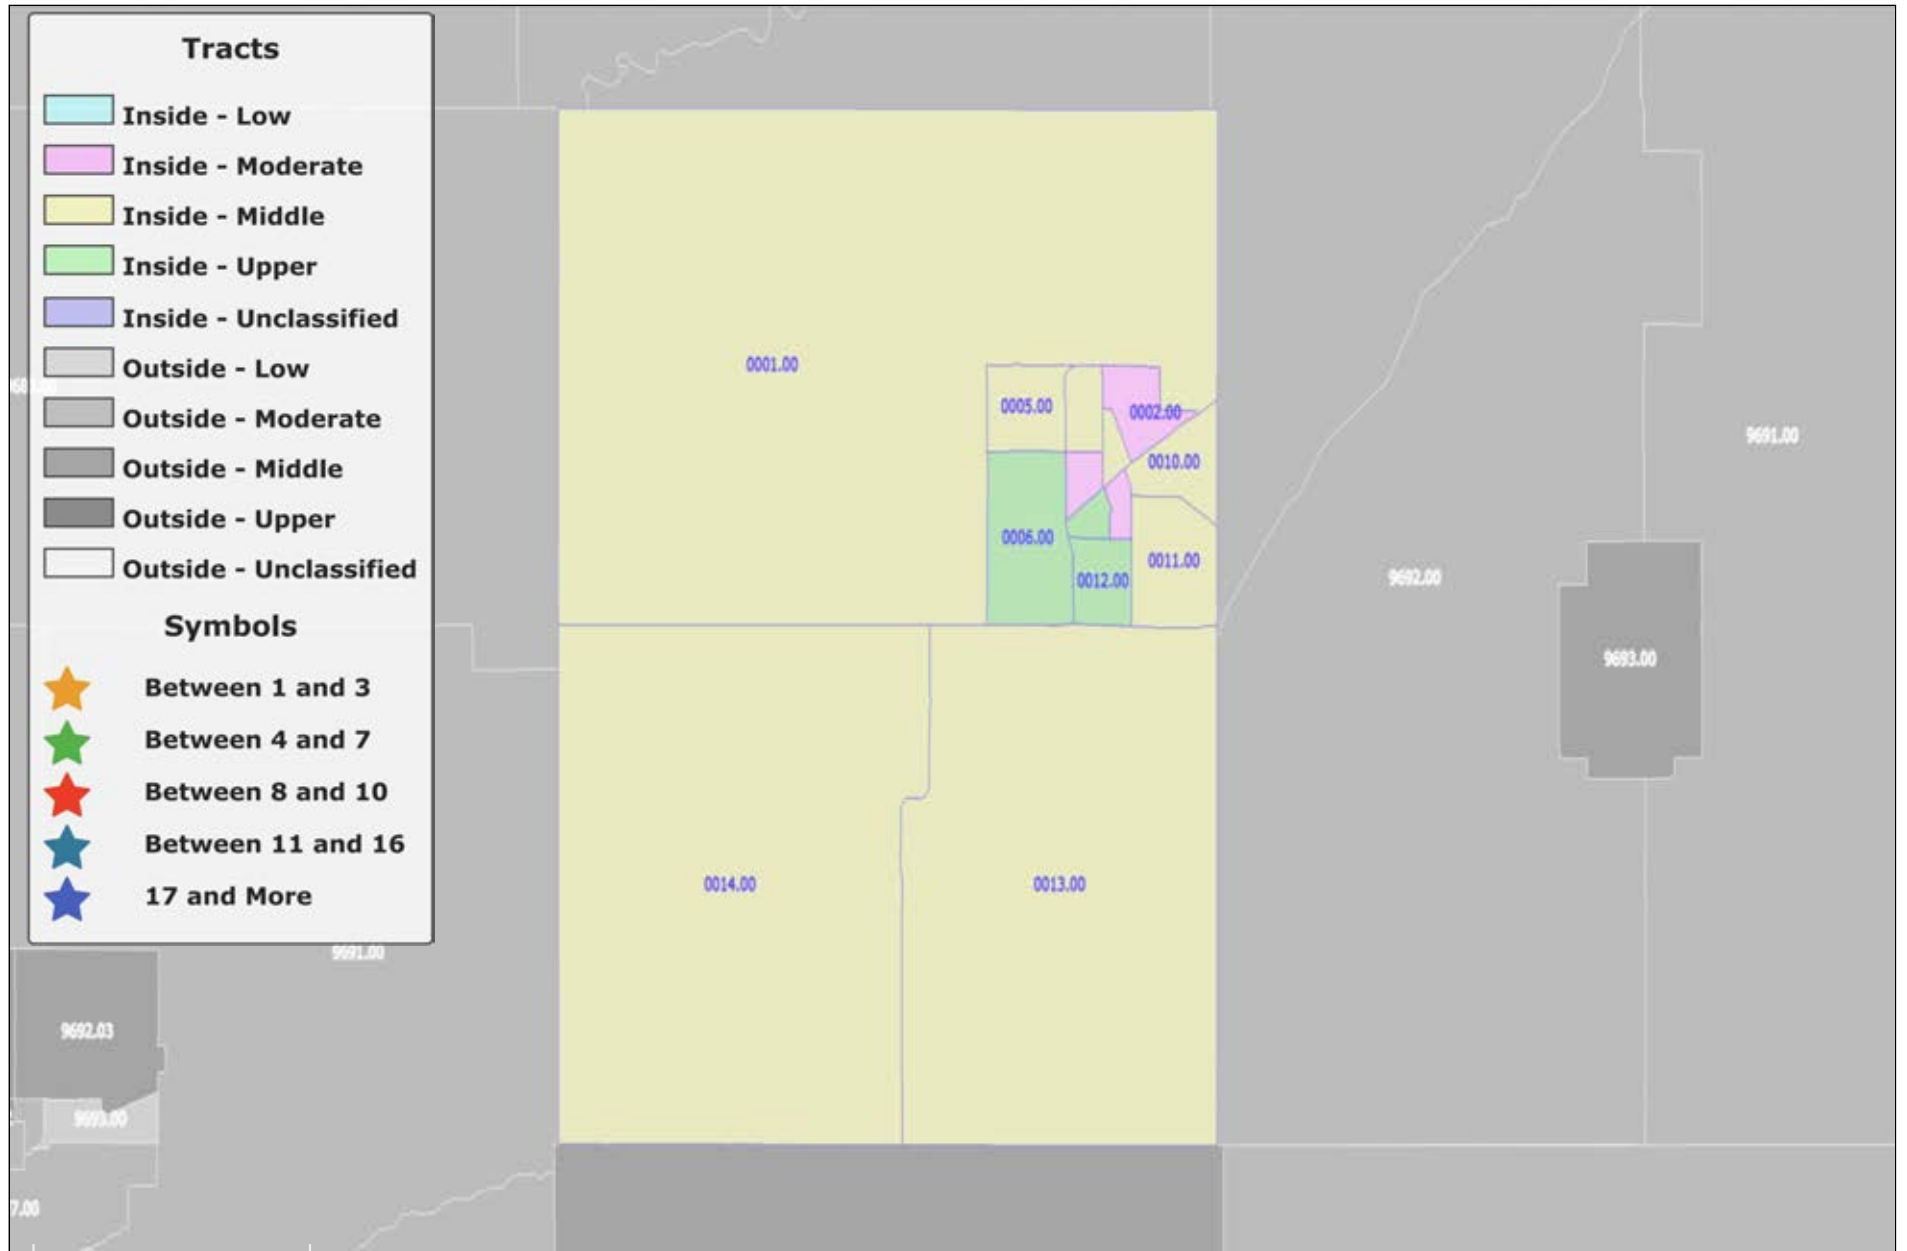 Tracts
Inside - Low
Inside - Moderate
Inside - Middle
Inside - Upper
Inside - Unclassified
Outside - Low
Outside - Moderate
Outside - Middle
Outside - Upper
Outside - Unclassified
Symbols
Between 1 and 3
Between 4 and 7
Between 8 and 10
Between 11 and 16
17 and More
0001.00
0005.00
0002.00
0010.00
0006.00
0011.00
0012.00
0014.00
0013.00
9691.00
9692.00
9693.00
9691.00
9692.03
9693.00
7.00